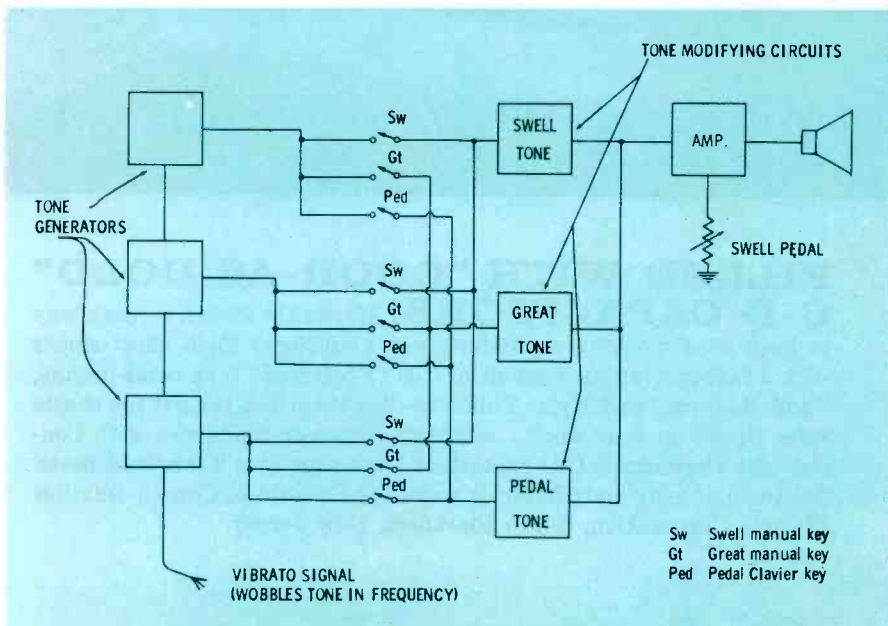 TONE MODIFYING CIRCUITS
Sw
Gt
Ped
SWELL
TONE
AMP.
TONE
GENERATORS
SWELL PEDAL
Sw
Gt
Ped
GREAT
TONE
Sw
Gt
Ped
PEDAL
TONE
Sw Swell manual key
Gt Great manual key
Ped Pedal Clavier key
VIBRATO SIGNAL
(WOBBLES TONE IN FREQUENCY)